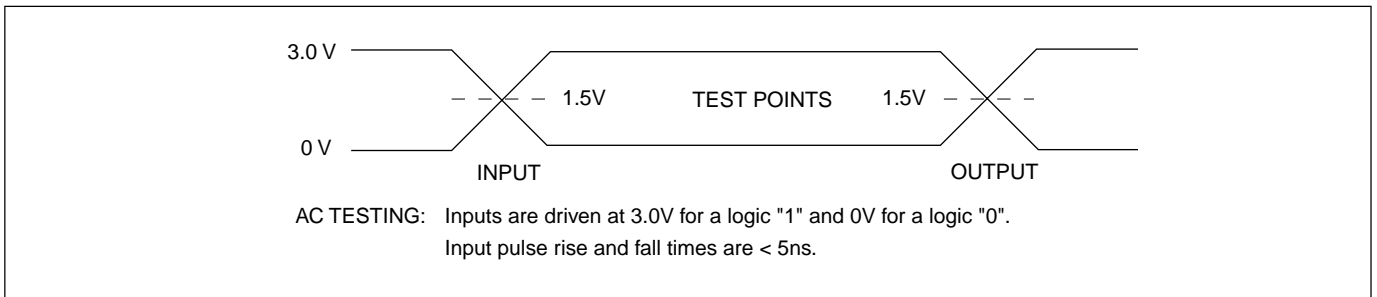 3.0 V
1.5V TEST POINTS 1.5V
0 V
INPUT OUTPUT
AC TESTING: Inputs are driven at 3.0V for a logic "1" and 0V for a logic "0".
Input pulse rise and fall times are < 5ns.